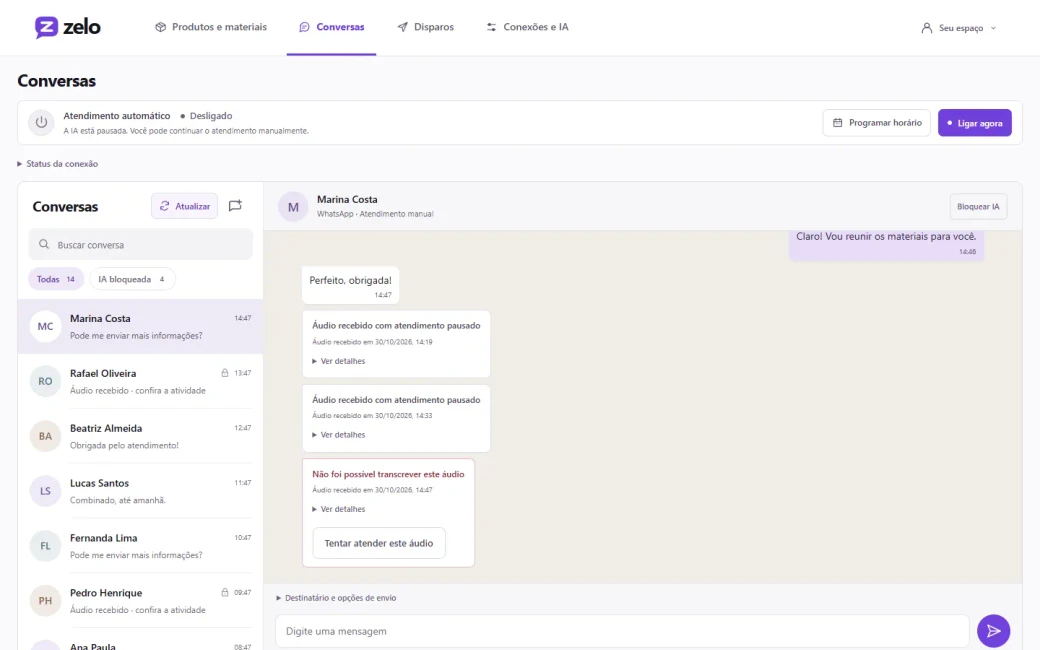 zelo
Produtos e materiais
Conversas
Disparos
Conexões e IA
Seu espaço
Conversas
Atendimento automático • Desligado
A IA está pausada. Você pode continuar o atendimento manualmente.
Programar horário
Ligar agora
Status da conexão
Conversas
Atualizar
Buscar conversa
Todas 14
IA bloqueada 4
MC
Marina Costa 14:47
Pode me enviar mais informações?
RO
Rafael Oliveira 13:47
Áudio recebido · confira a atividade
BA
Beatriz Almeida 12:47
Obrigada pelo atendimento!
LS
Lucas Santos 11:47
Combinado, até amanhã.
FL
Fernanda Lima 10:47
Pode me enviar mais informações?
PH
Pedro Henrique 09:47
Áudio recebido · confira a atividade
Ana Paula 08:47
M
Marina Costa
WhatsApp · Atendimento manual
Bloquear IA
Claro! Vou reunir os materiais para você.
14:46
Perfeito, obrigada!
14:47
Áudio recebido com atendimento pausado
Áudio recebido em 30/10/2026, 14:19
Ver detalhes
Áudio recebido com atendimento pausado
Áudio recebido em 30/10/2026, 14:33
Ver detalhes
Não foi possível transcrever este áudio
Áudio recebido em 30/10/2026, 14:47
Ver detalhes
Tentar atender este áudio
Destinatário e opções de envio
Digite uma mensagem